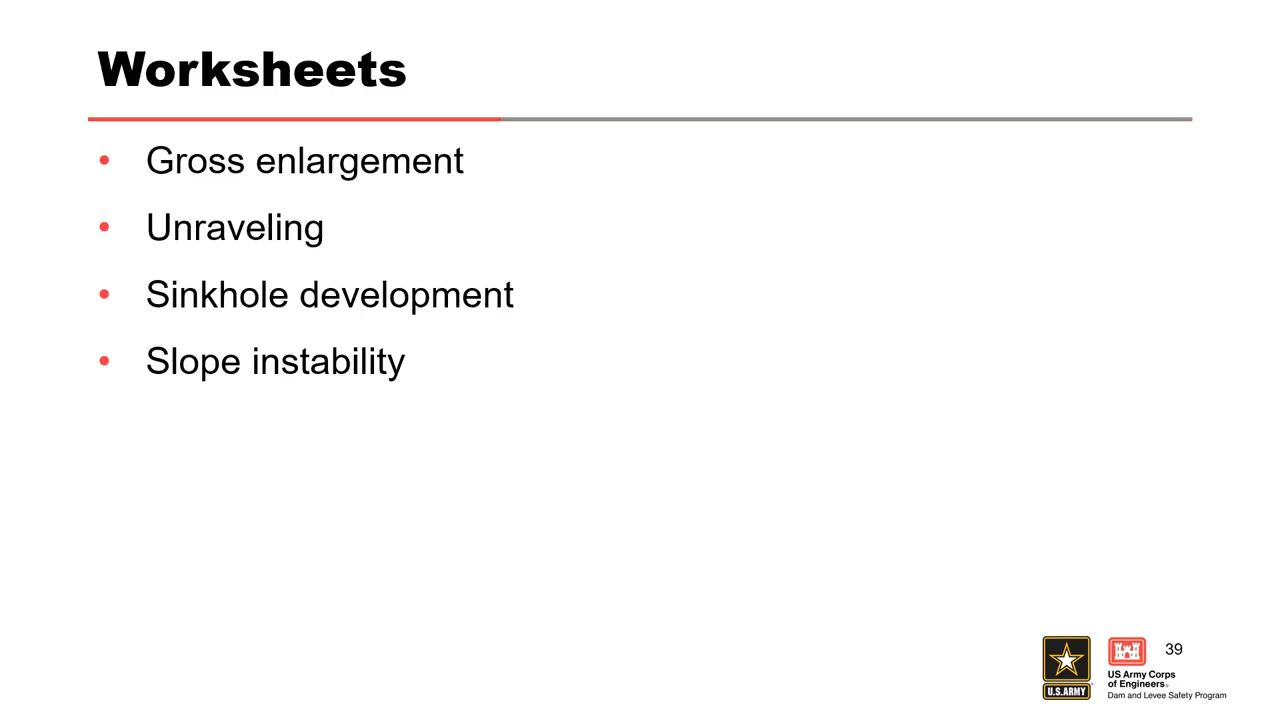 Worksheets
• Gross enlargement
• Unraveling
• Sinkhole development
• Slope instability
39
U.S.ARMY
US Army Corps
of Engineers®
Dam and Levee Safety Program